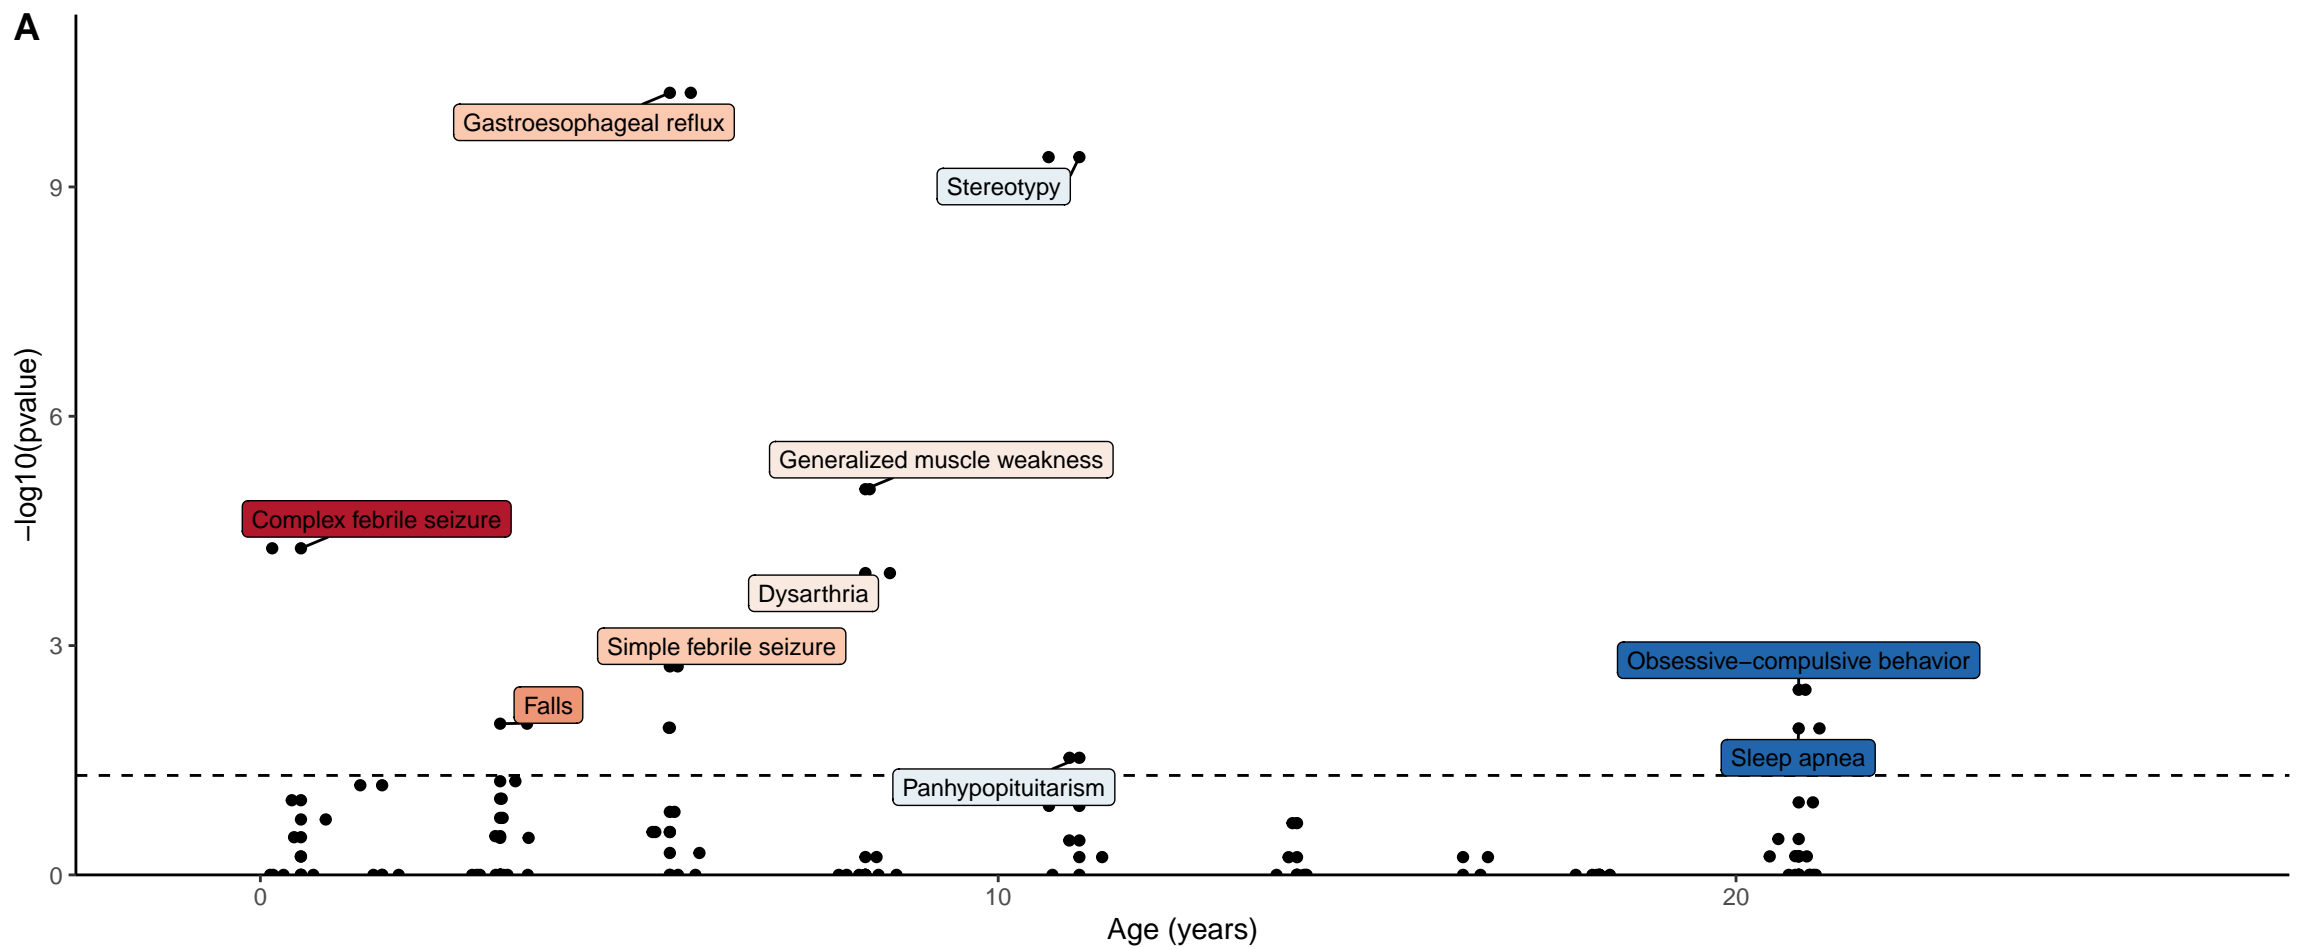 A
Gastroesophageal reflux
Stereotypy
9
−log10(pvalue)
6
Generalized muscle weakness
Complex febrile seizure
Dysarthria
3
Simple febrile seizure
Obsessive−compulsive behavior
Falls
Sleep apnea
Panhypopituitarism
0
0 10 20
Age (years)